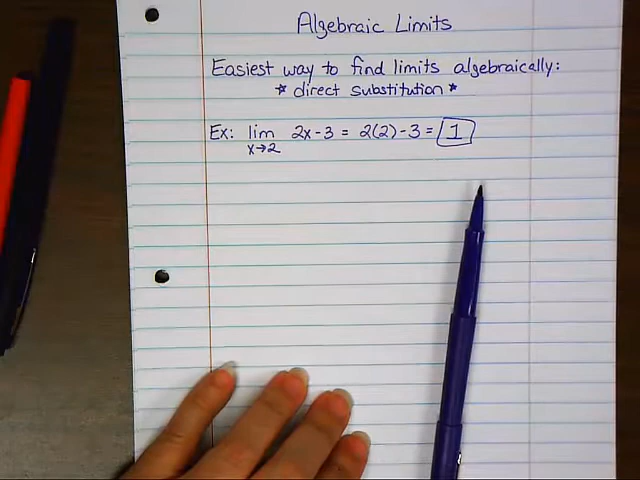 Algebraic Limits
Easiest way to find limits algebraically:
* direct substitution *
Ex: lim 2x-3 = 2(2)-3 = 1
x→2